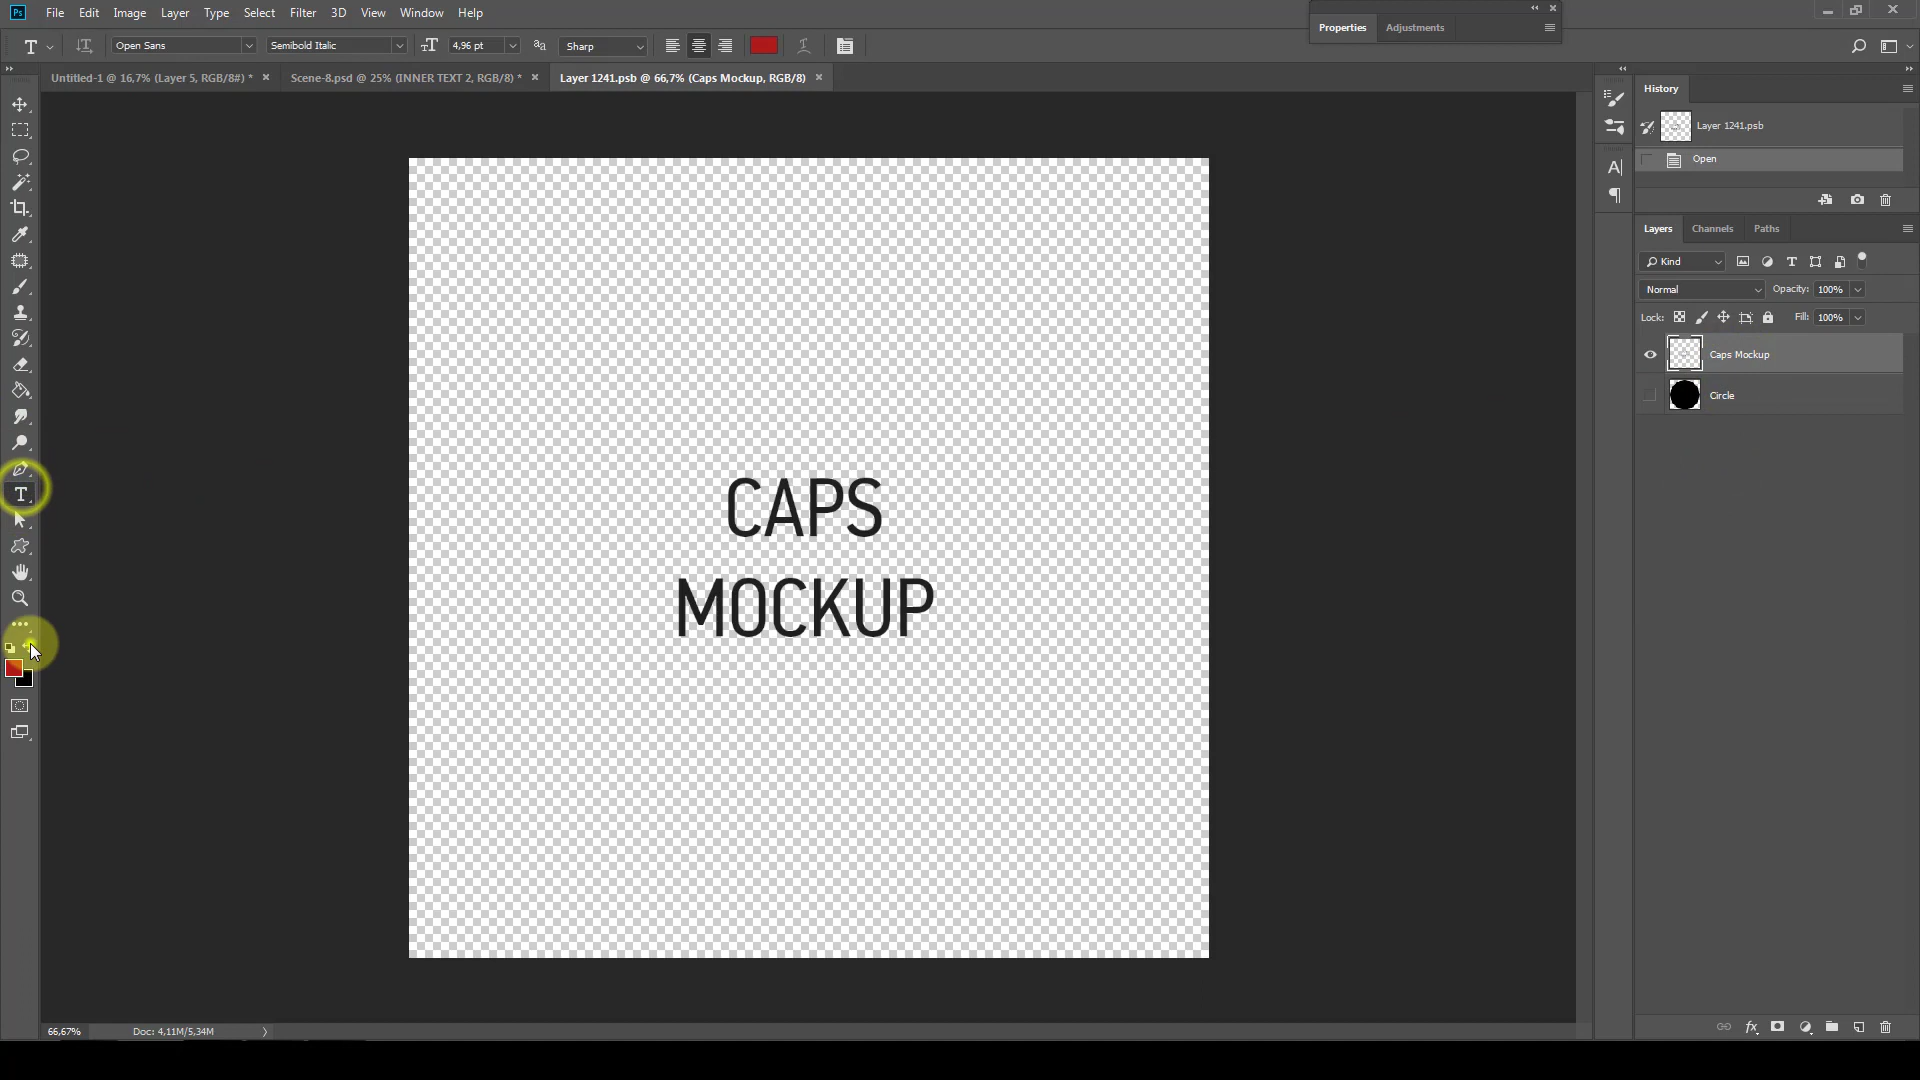 Ps File Edit Image Layer Type Select Filter 3D View Window Help
Properties Adjustments
T Open Sans Semibold Italic 4,96 pt Sharp
Untitled-1 @ 16,7% (Layer 5, RGB/8#) * Scene-8.psd @ 25% (INNER TEXT 2, RGB/8) * Layer 1241.psb @ 66,7% (Caps Mockup, RGB/8)
History
Layer 1241.psb
Open
Layers Channels Paths
Kind
Normal Opacity: 100%
Lock: Fill: 100%
Caps Mockup
Circle
CAPS
MOCKUP
66,67% Doc: 4,11M/5,34M